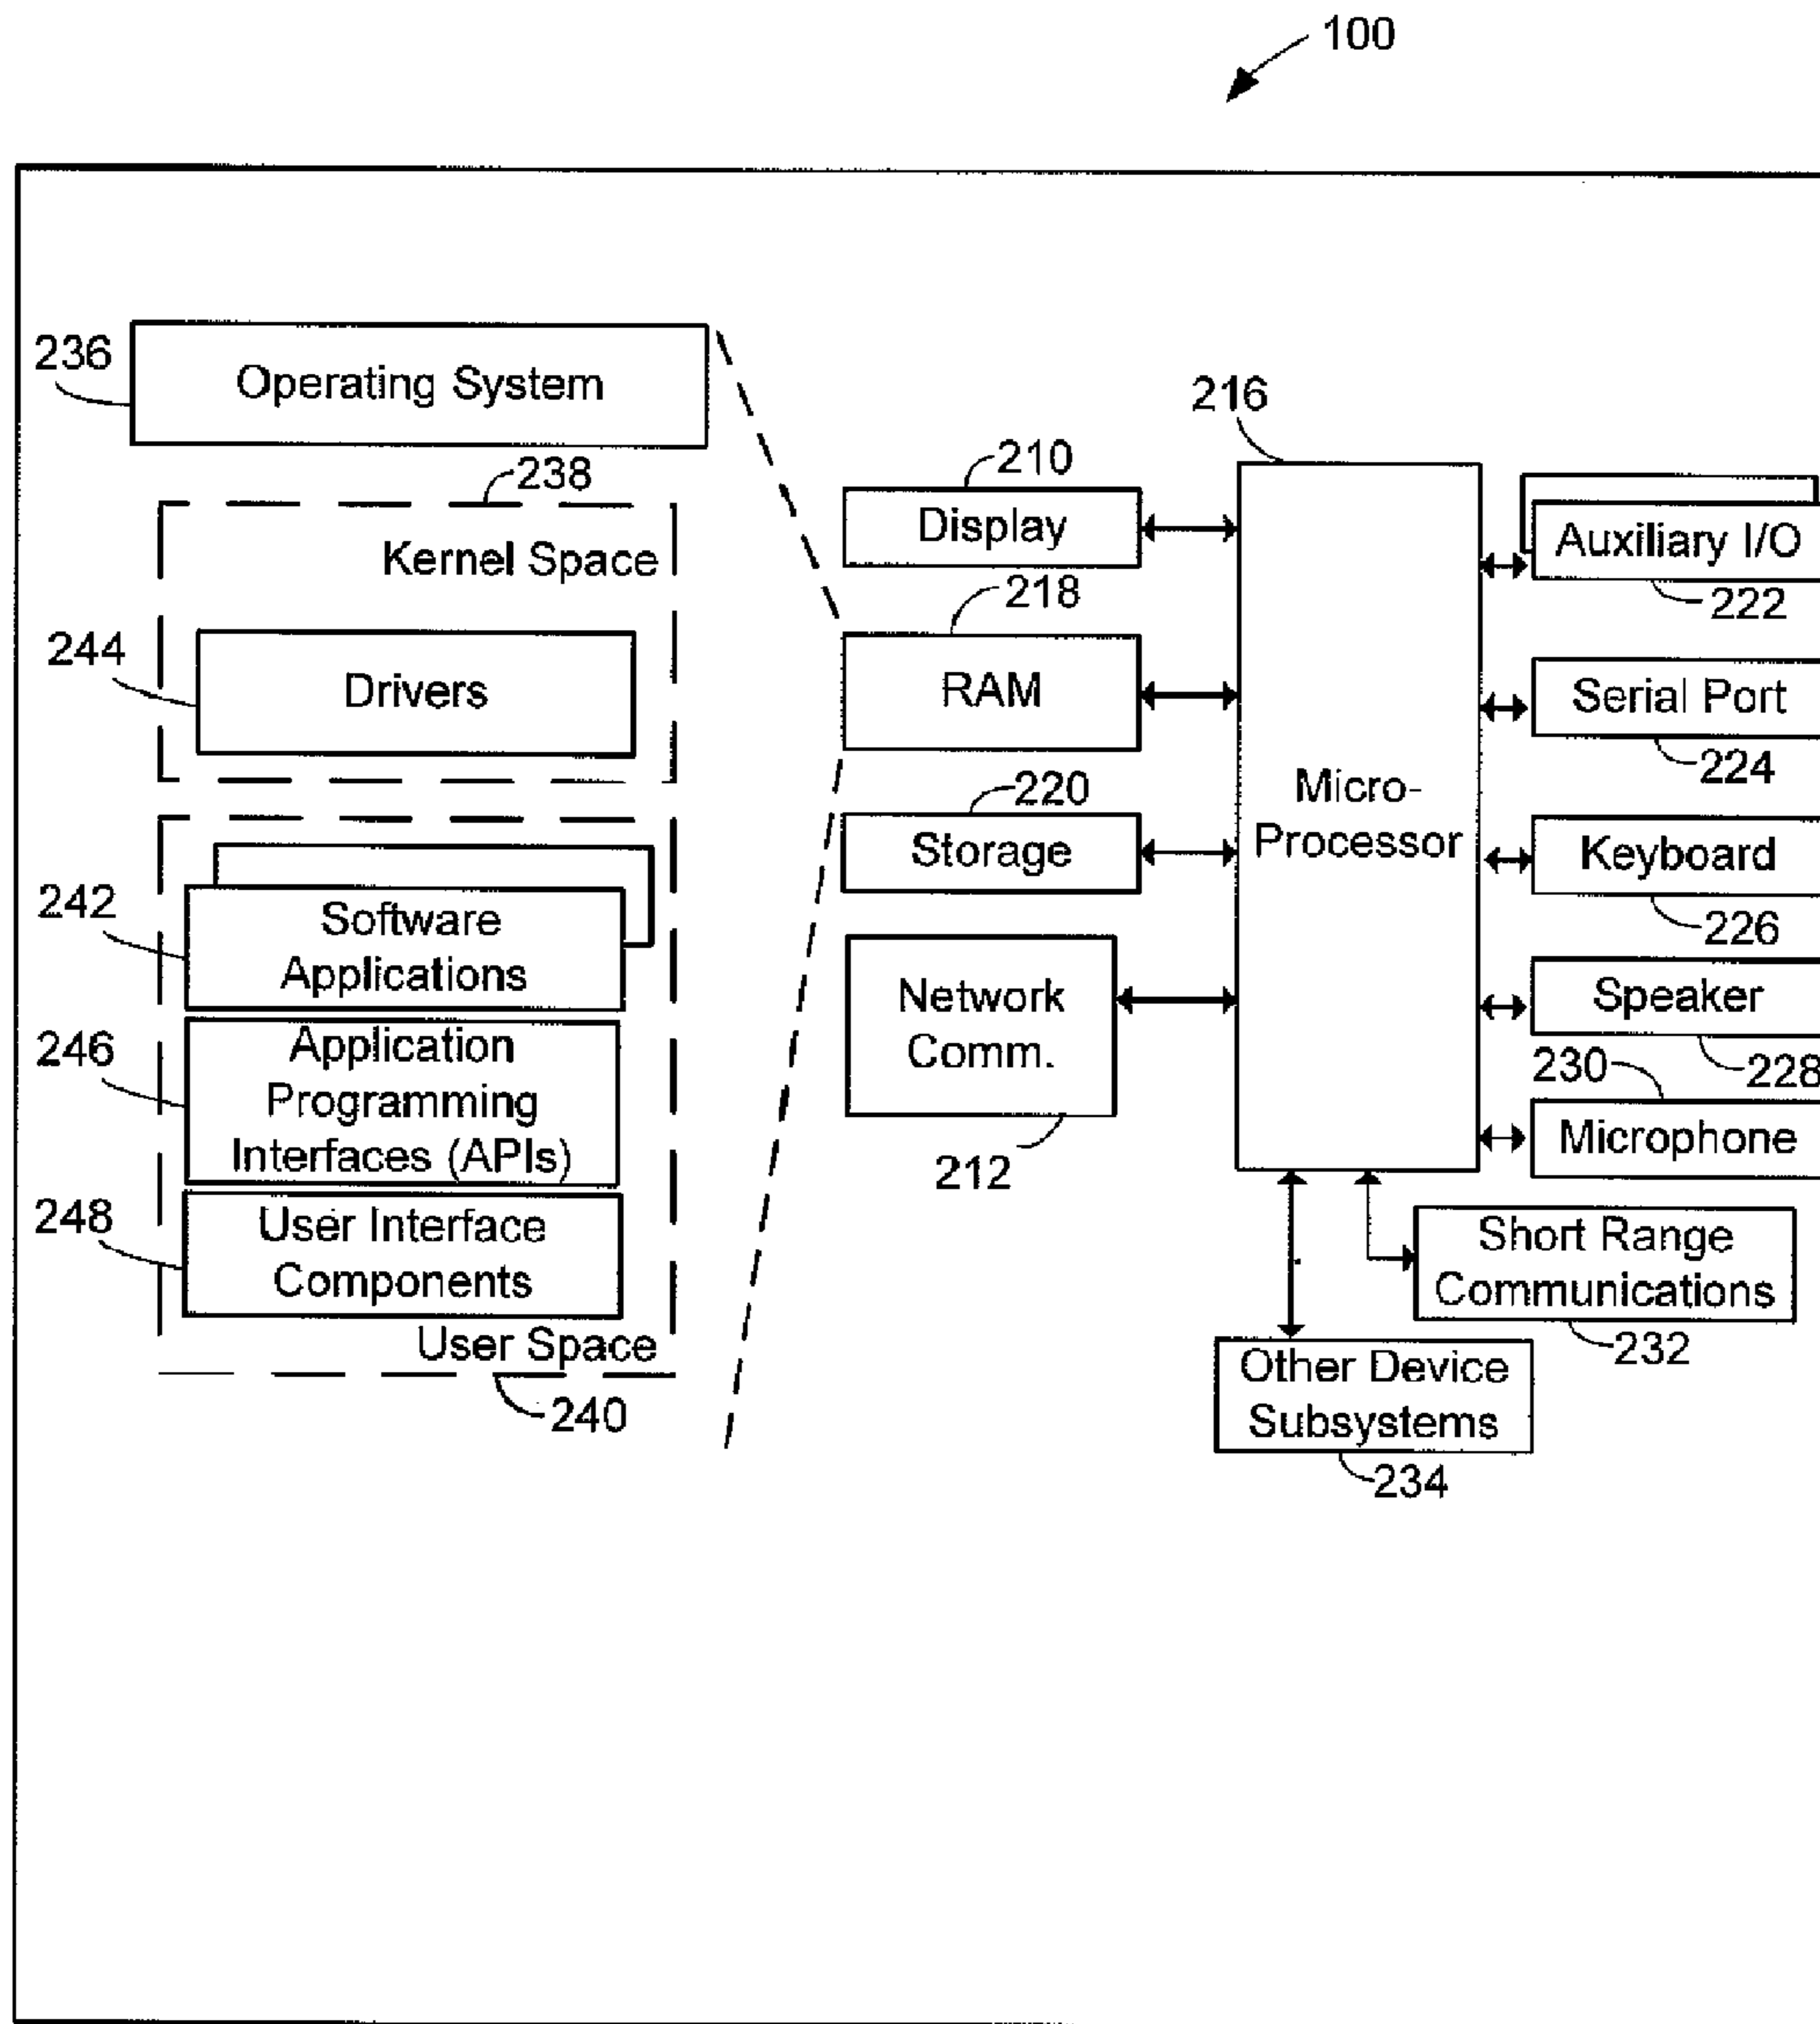 100
236
Operating System
238
Kernel Space
244
Drivers
242
Software
Applications
246
Application
Programming
Interfaces (APIs)
248
User Interface
Components
User Space
240
210
Display
218
RAM
220
Storage
Network
Comm.
212
216
Micro-
Processor
Auxiliary I/O
222
Serial Port
224
Keyboard
226
Speaker
228
230
Microphone
Short Range
Communications
232
Other Device
Subsystems
234